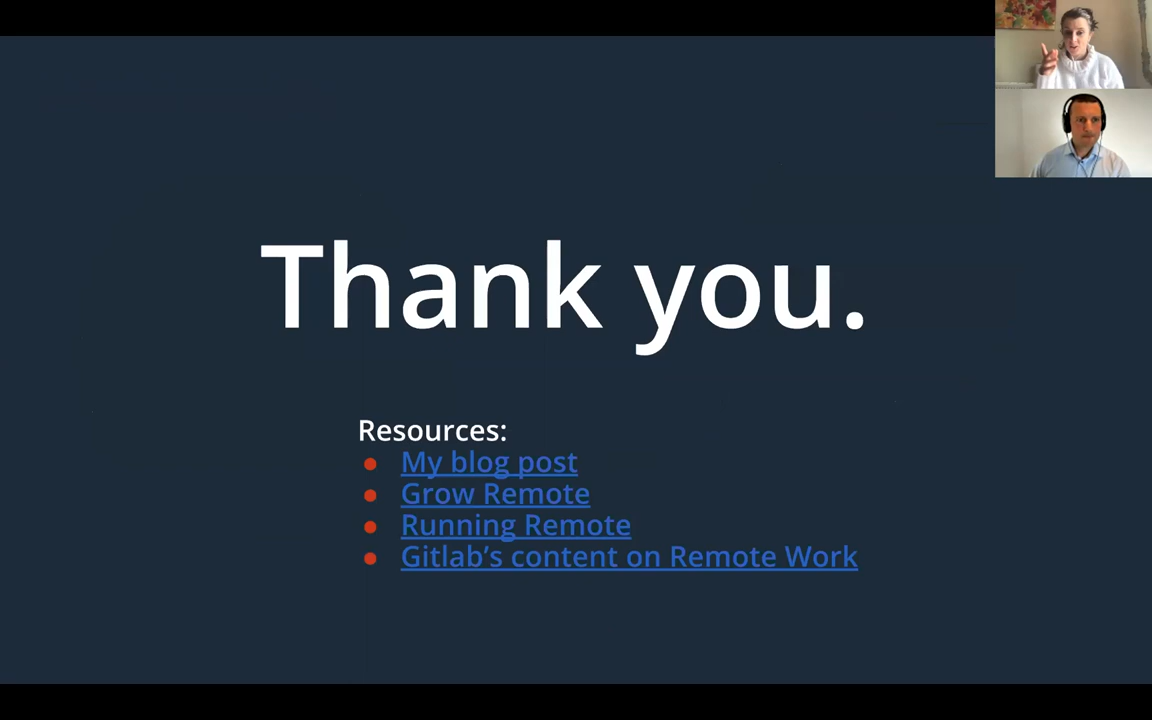 Thank you.
Resources:
My blog post
Grow Remote
Running Remote
Gitlab’s content on Remote Work